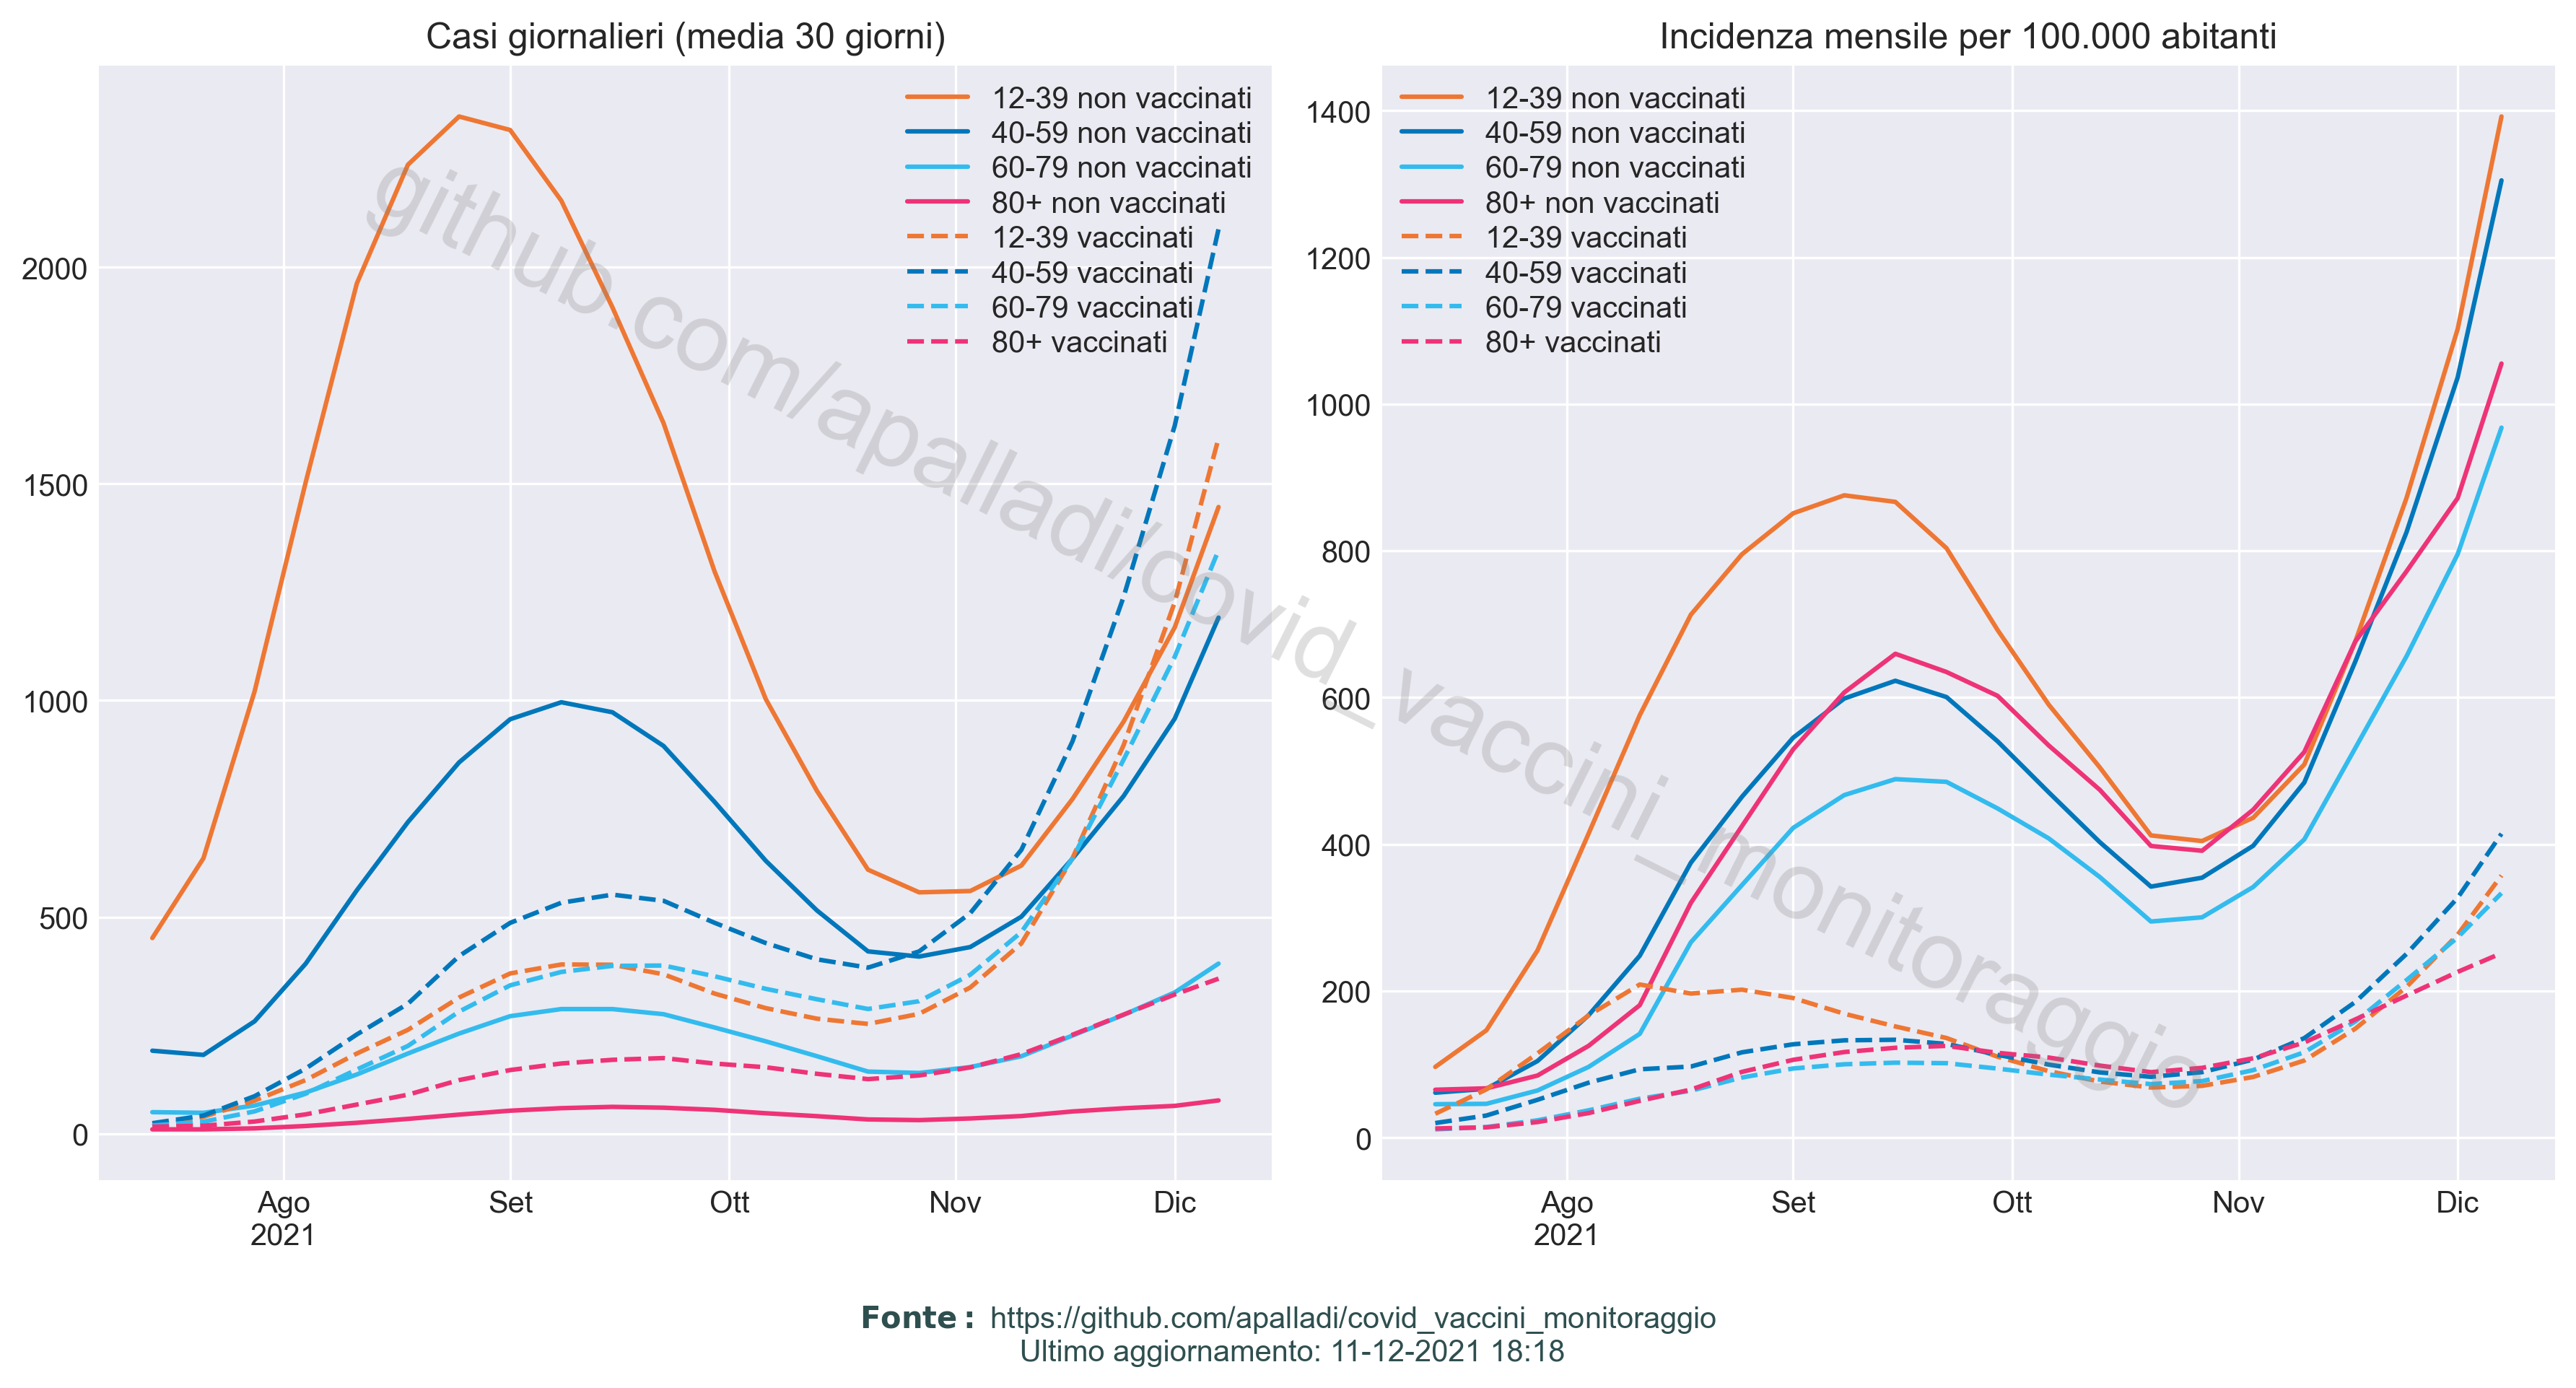 Casi giornalieri (media 30 giorni)
12-39 non vaccinati
40-59 non vaccinati
60-79 non vaccinati
80+ non vaccinati
12-39 vaccinati
40-59 vaccinati
60-79 vaccinati
80+ vaccinati
2000
1500
1000
500
0
Ago
2021
Set
Ott
Nov
Dic
Incidenza mensile per 100.000 abitanti
12-39 non vaccinati
40-59 non vaccinati
60-79 non vaccinati
80+ non vaccinati
12-39 vaccinati
40-59 vaccinati
60-79 vaccinati
80+ vaccinati
1400
1200
1000
800
600
400
200
0
Ago
2021
Set
Ott
Nov
Dic
github.com/apalladi/covid_vaccini_monitoraggio
Fonte: https://github.com/apalladi/covid_vaccini_monitoraggio
Ultimo aggiornamento: 11-12-2021 18:18